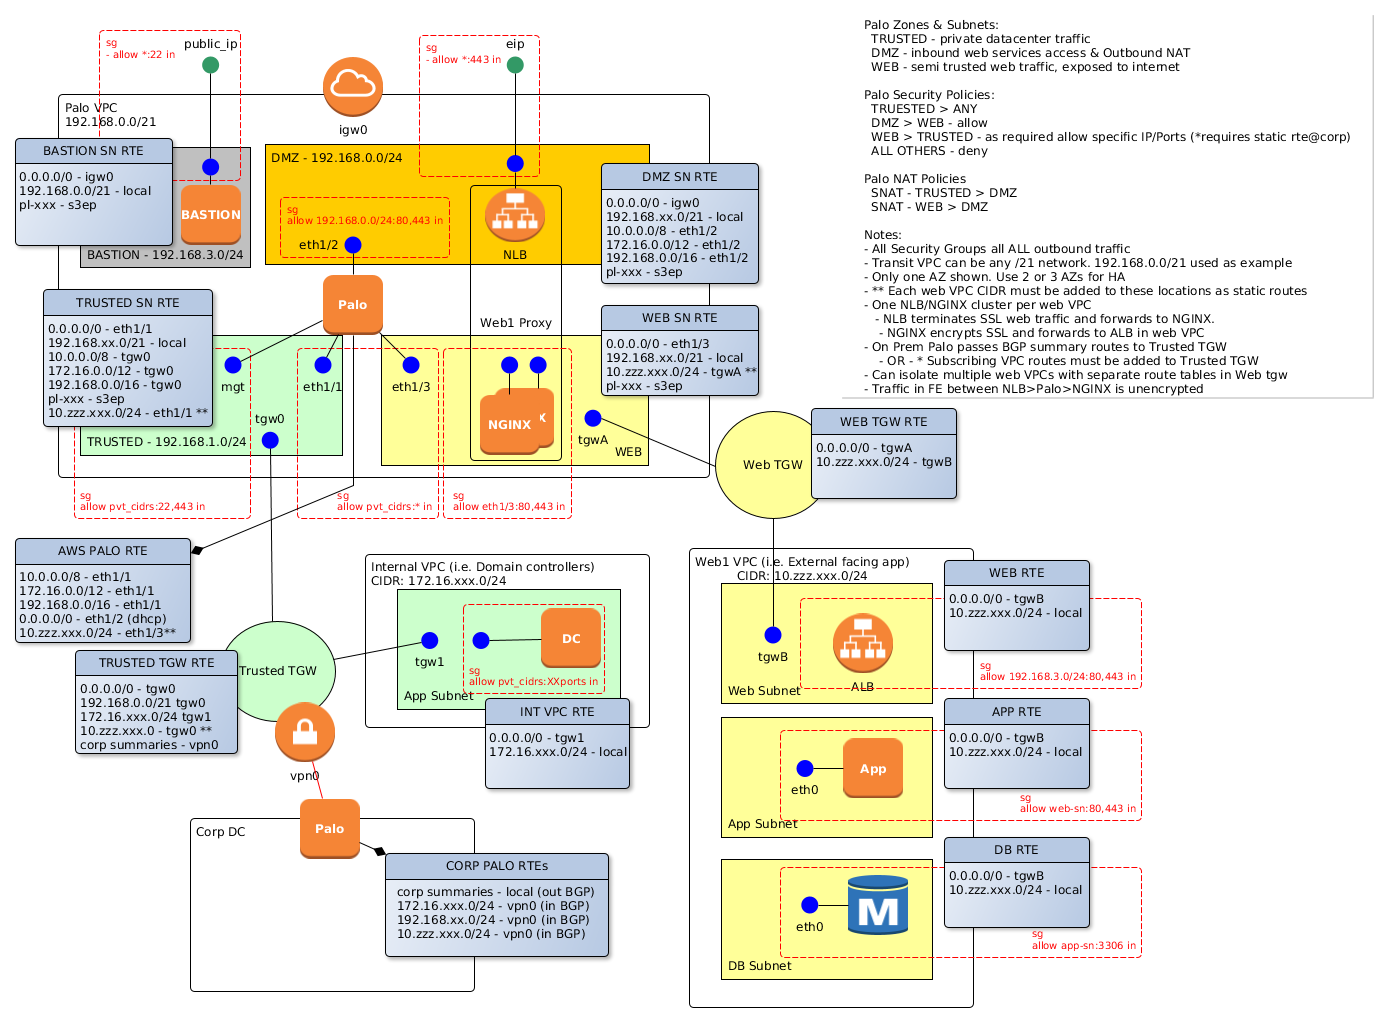 Palo Zones & Subnets:
TRUSTED - private datacenter traffic
DMZ - inbound web services access & Outbound NAT
WEB - semi trusted web traffic, exposed to internet
Palo Security Policies:
TRUESTED > ANY
DMZ > WEB - allow
WEB > TRUSTED - as required allow specific IP/Ports (*requires static rte@corp)
ALL OTHERS - deny
Palo NAT Policies
SNAT - TRUSTED > DMZ
SNAT - WEB > DMZ
Notes:
- All Security Groups all ALL outbound traffic
- Transit VPC can be any /21 network. 192.168.0.0/21 used as example
- Only one AZ shown. Use 2 or 3 AZs for HA
- ** Each web VPC CIDR must be added to these locations as static routes
- One NLB/NGINX cluster per web VPC
- NLB terminates SSL web traffic and forwards to NGINX.
- NGINX encrypts SSL and forwards to ALB in web VPC
- On Prem Palo passes BGP summary routes to Trusted TGW
- OR - * Subscribing VPC routes must be added to Trusted TGW
- Can isolate multiple web VPCs with separate route tables in Web tgw
- Traffic in FE between NLB>Palo>NGINX is unencrypted
sg
- allow *:22 in
public_ip
sg
- allow *:443 in
eip
igw0
Palo VPC
192.168.0.0/21
BASTION SN RTE
0.0.0.0/0 - igw0
192.168.0.0/21 - local
pl-xxx - s3ep
BASTION
BASTION - 192.168.3.0/24
DMZ - 192.168.0.0/24
sg
allow 192.168.0.0/24:80,443 in
eth1/2
NLB
DMZ SN RTE
0.0.0.0/0 - igw0
192.168.xx.0/21 - local
10.0.0.0/8 - eth1/2
172.16.0.0/12 - eth1/2
192.168.0.0/16 - eth1/2
pl-xxx - s3ep
TRUSTED SN RTE
0.0.0.0/0 - eth1/1
192.168.xx.0/21 - local
10.0.0.0/8 - tgw0
172.16.0.0/12 - tgw0
192.168.0.0/16 - tgw0
pl-xxx - s3ep
10.zzz.xxx.0/24 - eth1/1 **
Palo
Web1 Proxy
WEB SN RTE
0.0.0.0/0 - eth1/3
192.168.xx.0/21 - local
10.zzz.xxx.0/24 - tgwA **
pl-xxx - s3ep
mgt
eth1/1
eth1/3
tgw0
TRUSTED - 192.168.1.0/24
X
NGINX
tgwA
WEB
sg
allow pvt_cidrs:22,443 in
sg
allow pvt_cidrs:* in
sg
allow eth1/3:80,443 in
Web TGW
WEB TGW RTE
0.0.0.0/0 - tgwA
10.zzz.xxx.0/24 - tgwB
AWS PALO RTE
10.0.0.0/8 - eth1/1
172.16.0.0/12 - eth1/1
192.168.0.0/16 - eth1/1
0.0.0.0/0 - eth1/2 (dhcp)
10.zzz.xxx.0/24 - eth1/3**
Trusted TGW
TRUSTED TGW RTE
0.0.0.0/0 - tgw0
192.168.0.0/21 tgw0
172.16.xxx.0/24 tgw1
10.zzz.xxx.0 - tgw0 **
corp summaries - vpn0
vpn0
Internal VPC (i.e. Domain controllers)
CIDR: 172.16.xxx.0/24
tgw1
DC
sg
allow pvt_cidrs:XXports in
App Subnet
INT VPC RTE
0.0.0.0/0 - tgw1
172.16.xxx.0/24 - local
Corp DC
Palo
CORP PALO RTEs
corp summaries - local (out BGP)
172.16.xxx.0/24 - vpn0 (in BGP)
192.168.xx.0/24 - vpn0 (in BGP)
10.zzz.xxx.0/24 - vpn0 (in BGP)
Web1 VPC (i.e. External facing app)
CIDR: 10.zzz.xxx.0/24
tgwB
ALB
Web Subnet
WEB RTE
0.0.0.0/0 - tgwB
10.zzz.xxx.0/24 - local
sg
allow 192.168.3.0/24:80,443 in
App
eth0
App Subnet
APP RTE
0.0.0.0/0 - tgwB
10.zzz.xxx.0/24 - local
sg
allow web-sn:80,443 in
M
eth0
DB Subnet
DB RTE
0.0.0.0/0 - tgwB
10.zzz.xxx.0/24 - local
sg
allow app-sn:3306 in